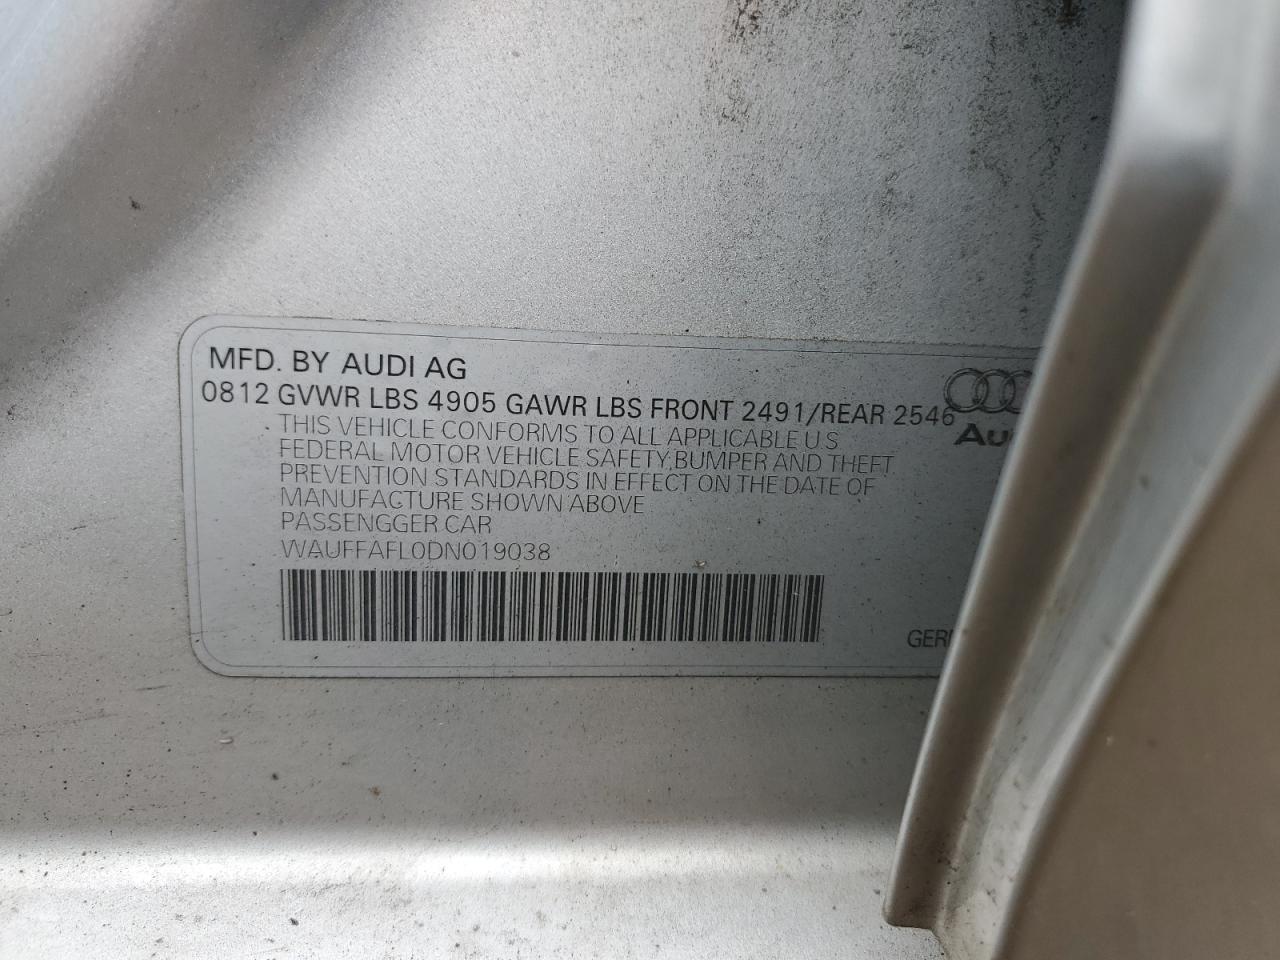 MFD. BY AUDI AG
0812 GVWR LBS 4905 GAWR LBS FRONT 2491/REAR 2546
THIS VEHICLE CONFORMS TO ALL APPLICABLE U.S
FEDERAL MOTOR VEHICLE SAFETY,BUMPER AND THEFT
PREVENTION STANDARDS IN EFFECT ON THE DATE OF
MANUFACTURE SHOWN ABOVE
PASSENGGER CAR
WAUFFAFL0DN019038